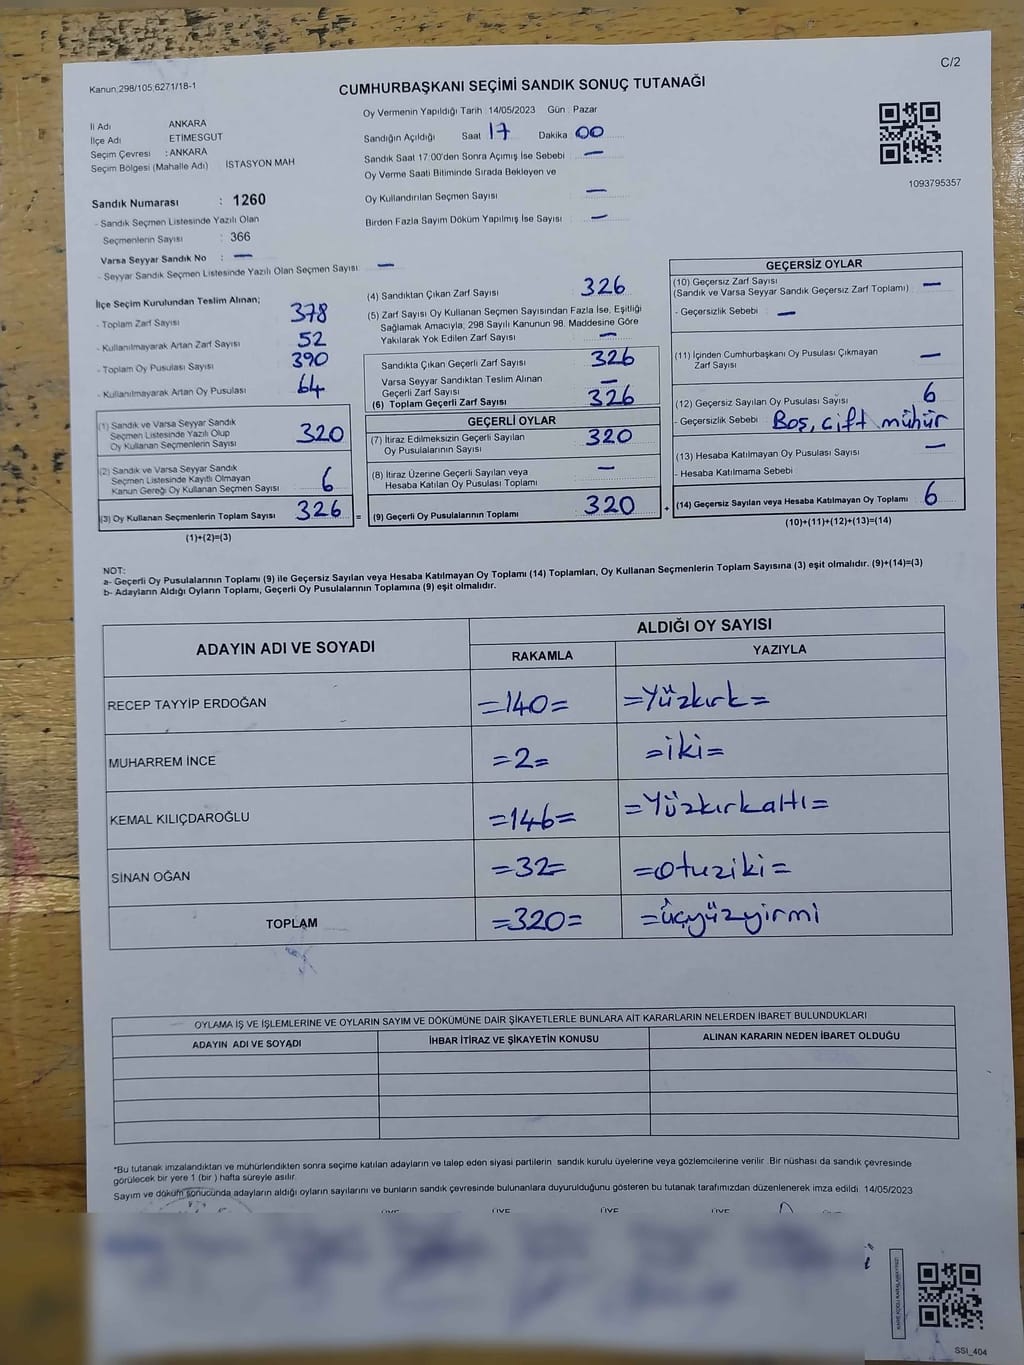 C/2
Kanun;298/105;6271/18-1
CUMHURBAŞKANI SEÇİMİ SANDIK SONUÇ TUTANAĞI
İl Adı ANKARA
İlçe Adı ETİMESGUT
Seçim Çevresi : ANKARA
Seçim Bölgesi (Mahalle Adı) İSTASYON MAH
Sandık Numarası : 1260
- Sandık Seçmen Listesinde Yazılı Olan
Seçmenlerin Sayısı : 366
Varsa Seyyar Sandık No : —
- Seyyar Sandık Seçmen Listesinde Yazılı Olan Seçmen Sayısı: —
Oy Vermenin Yapıldığı Tarih : 14/05/2023 Gün : Pazar
Sandığın Açıldığı Saat 17 Dakika 00
Sandık Saat 17:00'den Sonra Açılmış İse Sebebi —
Oy Verme Saati Bitiminde Sırada Bekleyen ve
Oy Kullandırılan Seçmen Sayısı : —
Birden Fazla Sayım Döküm Yapılmış İse Sayısı : —
1093795357
İlçe Seçim Kurulundan Teslim Alınan;
- Toplam Zarf Sayısı 378
- Kullanılmayarak Artan Zarf Sayısı 52
- Toplam Oy Pusulası Sayısı 390
- Kullanılmayarak Artan Oy Pusulası 64
(1) Sandık ve Varsa Seyyar Sandık
Seçmen Listesinde Yazılı Olup
Oy Kullanan Seçmenlerin Sayısı 320
(2) Sandık ve Varsa Seyyar Sandık
Seçmen Listesinde Kayıtlı Olmayan
Kanun Gereği Oy Kullanan Seçmen Sayısı 6
(3) Oy Kullanan Seçmenlerin Toplam Sayısı 326 =
(1)+(2)=(3)
(4) Sandıktan Çıkan Zarf Sayısı 326
(5) Zarf Sayısı Oy Kullanan Seçmen Sayısından Fazla İse, Eşitliği
Sağlamak Amacıyla, 298 Sayılı Kanunun 98. Maddesine Göre
Yakılarak Yok Edilen Zarf Sayısı : —
Sandıkta Çıkan Geçerli Zarf Sayısı 326
Varsa Seyyar Sandıktan Teslim Alınan
Geçerli Zarf Sayısı —
(6) Toplam Geçerli Zarf Sayısı 326
GEÇERLİ OYLAR
(7) İtiraz Edilmeksizin Geçerli Sayılan
Oy Pusulalarının Sayısı 320
(8) İtiraz Üzerine Geçerli Sayılan veya
Hesaba Katılan Oy Pusulası Toplamı —
(9) Geçerli Oy Pusulalarının Toplamı 320 +
GEÇERSİZ OYLAR
(10) Geçersiz Zarf Sayısı
(Sandık ve Varsa Seyyar Sandık Geçersiz Zarf Toplamı) —
- Geçersizlik Sebebi : —
(11) İçinden Cumhurbaşkanı Oy Pusulası Çıkmayan
Zarf Sayısı —
(12) Geçersiz Sayılan Oy Pusulası Sayısı 6
- Geçersizlik Sebebi : Boş, çift mühür
(13) Hesaba Katılmayan Oy Pusulası Sayısı —
- Hesaba Katılmama Sebebi
(14) Geçersiz Sayılan veya Hesaba Katılmayan Oy Toplamı 6
(10)+(11)+(12)+(13)=(14)
NOT:
a- Geçerli Oy Pusulalarının Toplamı (9) ile Geçersiz Sayılan veya Hesaba Katılmayan Oy Toplamı (14) Toplamları, Oy Kullanan Seçmenlerin Toplam Sayısına (3) eşit olmalıdır. (9)+(14)=(3)
b- Adayların Aldığı Oyların Toplamı, Geçerli Oy Pusulalarının Toplamına (9) eşit olmalıdır.
ADAYIN ADI VE SOYADI ALDIĞI OY SAYISI
RAKAMLA YAZIYLA
RECEP TAYYİP ERDOĞAN =140= =Yüzkırk=
MUHARREM İNCE =2= =iki=
KEMAL KILIÇDAROĞLU =146= =Yüzkırkaltı=
SİNAN OĞAN =32= =otuziki=
TOPLAM =320= =üçyüzyirmi
OYLAMA İŞ VE İŞLEMLERİNE VE OYLARIN SAYIM VE DÖKÜMÜNE DAİR ŞİKAYETLERLE BUNLARA AİT KARARLARIN NELERDEN İBARET BULUNDUKLARI
ADAYIN ADI VE SOYADI İHBAR İTİRAZ VE ŞİKAYETİN KONUSU ALINAN KARARIN NEDEN İBARET OLDUĞU
*Bu tutanak imzalandıktan ve mühürlendikten sonra seçime katılan adayların ve talep eden siyasi partilerin sandık kurulu üyelerine veya gözlemcilerine verilir. Bir nüshası da sandık çevresinde
görülecek bir yere 1 (bir ) hafta süreyle asılır.
Sayım ve döküm sonucunda adayların aldığı oyların sayılarını ve bunların sandık çevresinde bulunanlara duyurulduğunu gösteren bu tutanak tarafımızdan düzenlenerek imza edildi. 14/05/2023
ÜYE ÜYE ÜYE ÜYE
SSI_404